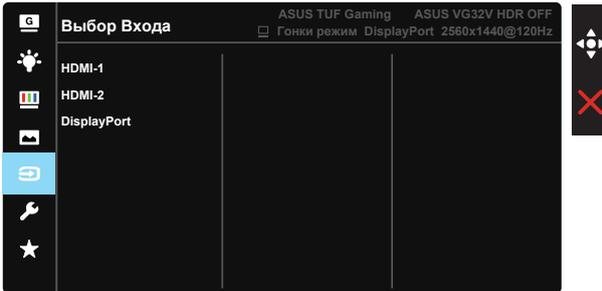 G
ASUS TUF Gaming ASUS VG32V HDR OFF
Выбор Входа
Гонки режим DisplayPort 2560x1440@120Hz
HDMI-1
HDMI-2
DisplayPort